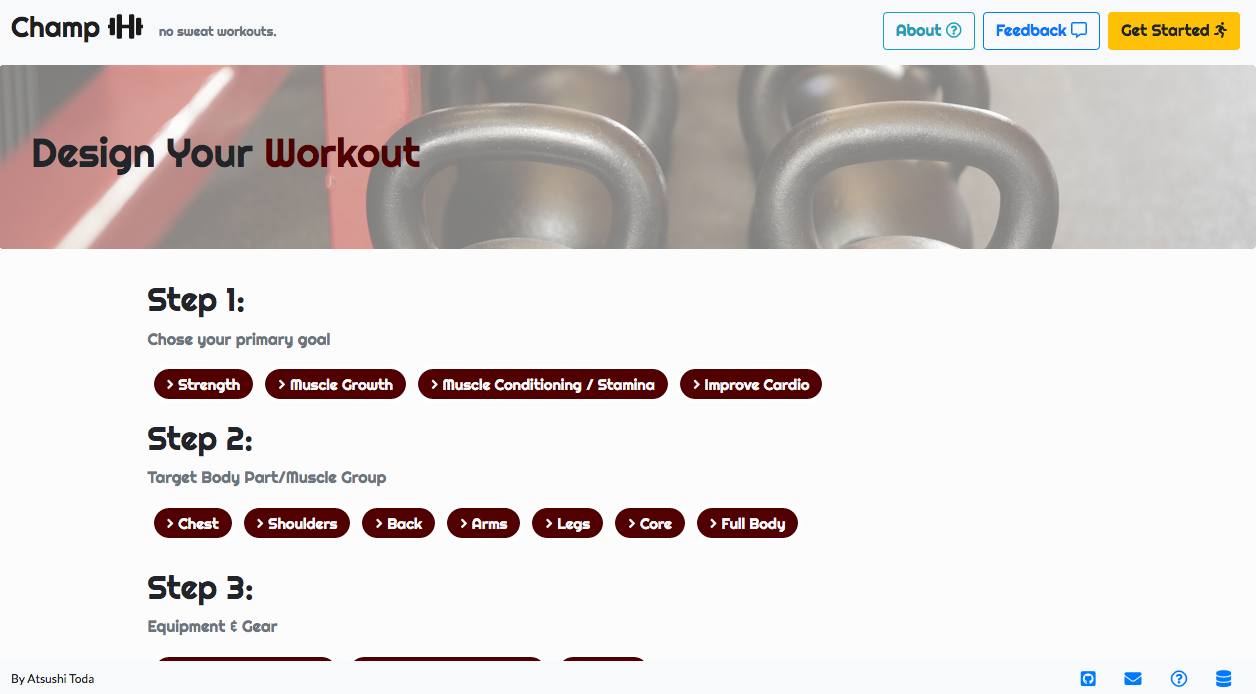 Champ no sweat workouts. About Feedback Get Started
Design Your Workout
Step 1:
Chose your primary goal
Strength Muscle Growth Muscle Conditioning / Stamina Improve Cardio
Step 2:
Target Body Part/Muscle Group
Chest Shoulders Back Arms Legs Core Full Body
Step 3:
Equipment & Gear
By Atsushi Toda